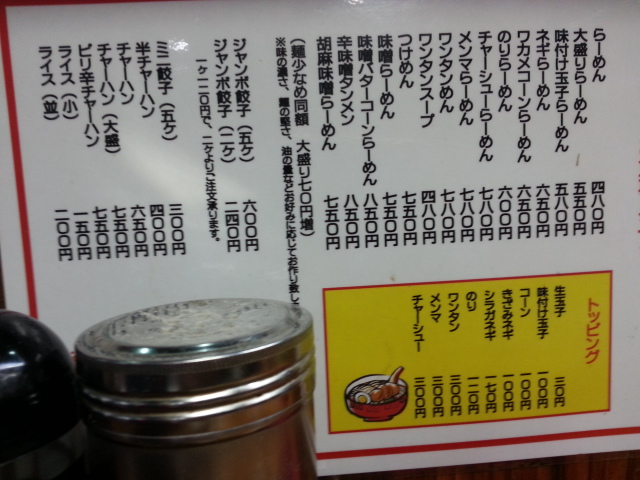 らーめん 四八〇円
大盛りらーめん 五五〇円
味付け玉子らーめん 五八〇円
ネギらーめん 六五〇円
ワカメコーンらーめん 六五〇円
のりらーめん 六〇〇円
チャーシューらーめん 七八〇円
メンマらーめん 七八〇円
ワンタンめん 七八〇円
ワンタンスープ 四八〇円
つけめん 七五〇円
味噌らーめん 七五〇円
味噌バターコーンらーめん 八五〇円
辛味噌タンメン 八五〇円
胡麻味噌らーめん 七五〇円
(麺少なめ同額 大盛り七〇円増)
※味の濃さ、麺の堅さ、油の量などお好みに応じてお作り致し
ジャンボ餃子(五ヶ) 六〇〇円
ジャンボ餃子(二ヶ) 二四〇円
一ヶ一二〇円で、二ヶよりご注文承ります。
ミニ餃子(五ヶ) 三〇〇円
半チャーハン 四〇〇円
チャーハン 六五〇円
チャーハン(大盛) 七五〇円
ピリ辛チャーハン 七五〇円
ライス(小) 一五〇円
ライス(並) 二〇〇円
トッピング
生玉子 三〇円
味付け玉子 一〇〇円
コーン 一〇〇円
きざみネギ 一〇〇円
シラガネギ 一七〇円
のり 一二〇円
ワンタン 三〇〇円
メンマ 三〇〇円
チャーシュー 三〇〇円